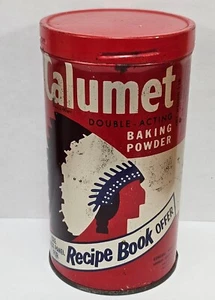 Calumet
DOUBLE-ACTING
BAKING
POWDER
Recipe Book OFFER